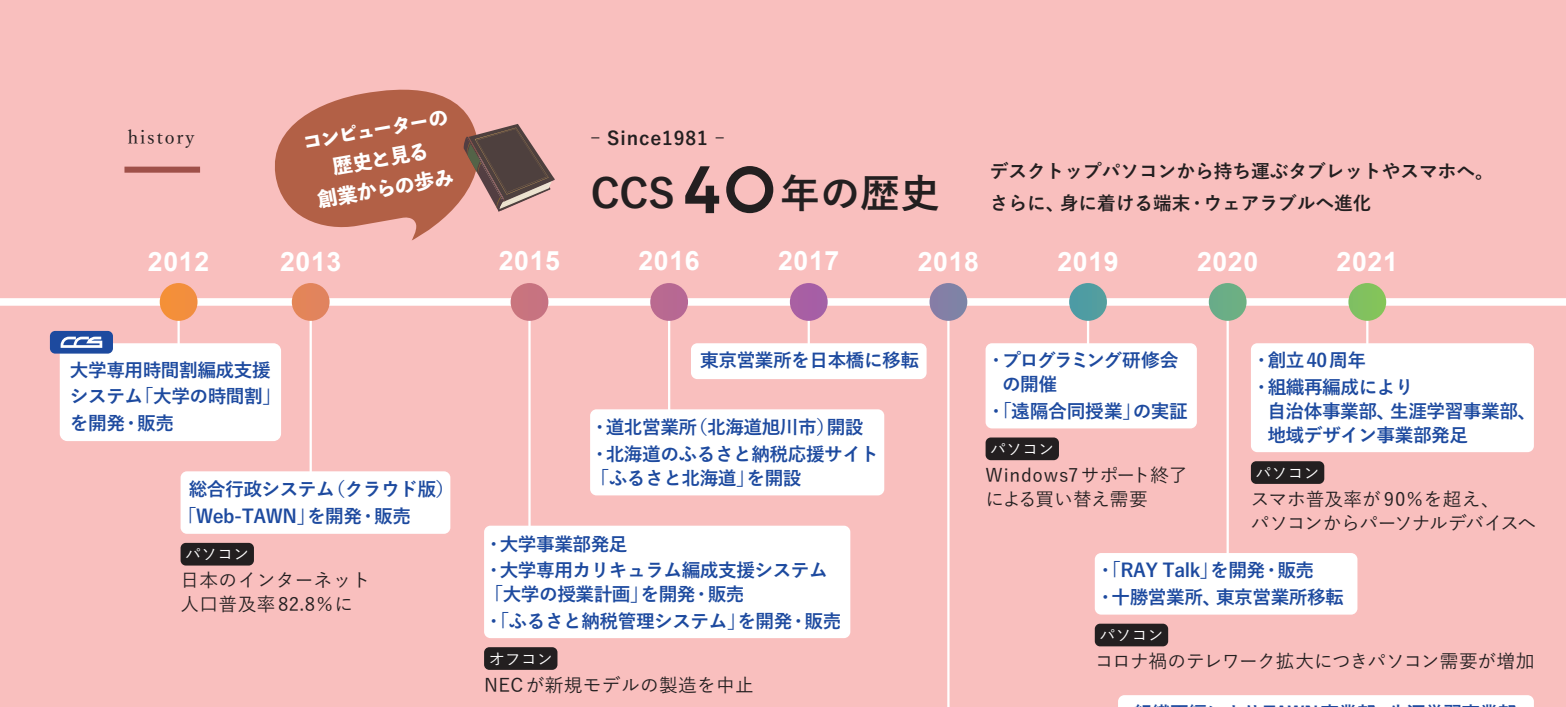 history
コンピューターの
歴史と見る
創業からの歩み
– Since1981 –
CCS 40年の歴史
デスクトップパソコンから持ち運ぶタブレットやスマホへ。
さらに、身に着ける端末・ウェアラブルへ進化
2012
2013
2015
2016
2017
2018
2019
2020
2021
CCS
大学専用時間割編成支援
システム「大学の時間割」
を開発・販売
総合行政システム（クラウド版）
「Web-TAWN」を開発・販売
パソコン
日本のインターネット
人口普及率82.8％に
・大学事業部発足
・大学専用カリキュラム編成支援システム
「大学の授業計画」を開発・販売
・「ふるさと納税管理システム」を開発・販売
オフコン
NECが新規モデルの製造を中止
・道北営業所（北海道旭川市）開設
・北海道のふるさと納税応援サイト
「ふるさと北海道」を開設
東京営業所を日本橋に移転
・プログラミング研修会
の開催
・「遠隔合同授業」の実証
パソコン
Windows7サポート終了
による買い替え需要
・「RAY Talk」を開発・販売
・十勝営業所、東京営業所移転
パソコン
コロナ禍のテレワーク拡大につきパソコン需要が増加
・創立40周年
・組織再編成により
自治体事業部、生涯学習事業部、
地域デザイン事業部発足
パソコン
スマホ普及率が90％を超え、
パソコンからパーソナルデバイスへ